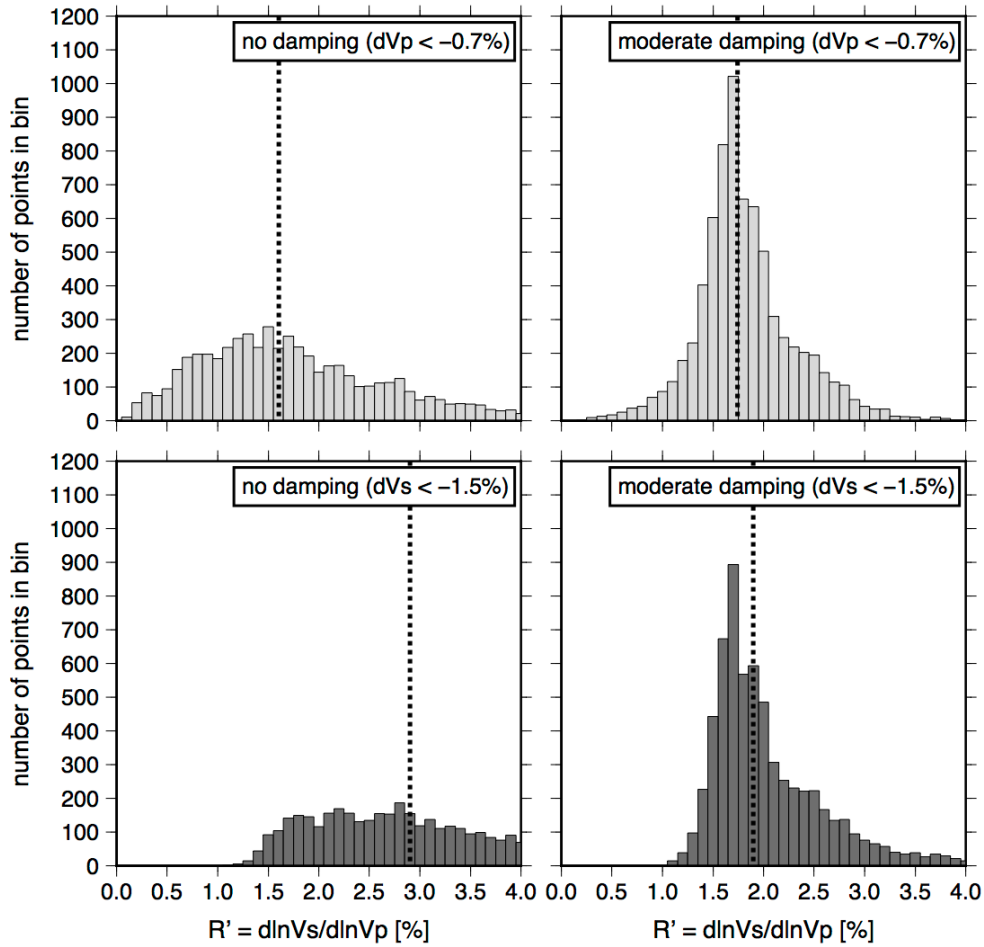 1200
1100
1000
900
800
700
600
500
400
300
200
100
0
number of points in bin
no damping (dVp < −0.7%)
moderate damping (dVp < −0.7%)
1200
1100
1000
900
800
700
600
500
400
300
200
100
0
number of points in bin
no damping (dVs < −1.5%)
moderate damping (dVs < −1.5%)
0.0 0.5 1.0 1.5 2.0 2.5 3.0 3.5 4.0
0.0 0.5 1.0 1.5 2.0 2.5 3.0 3.5 4.0
R' = dlnVs/dlnVp [%]
R' = dlnVs/dlnVp [%]